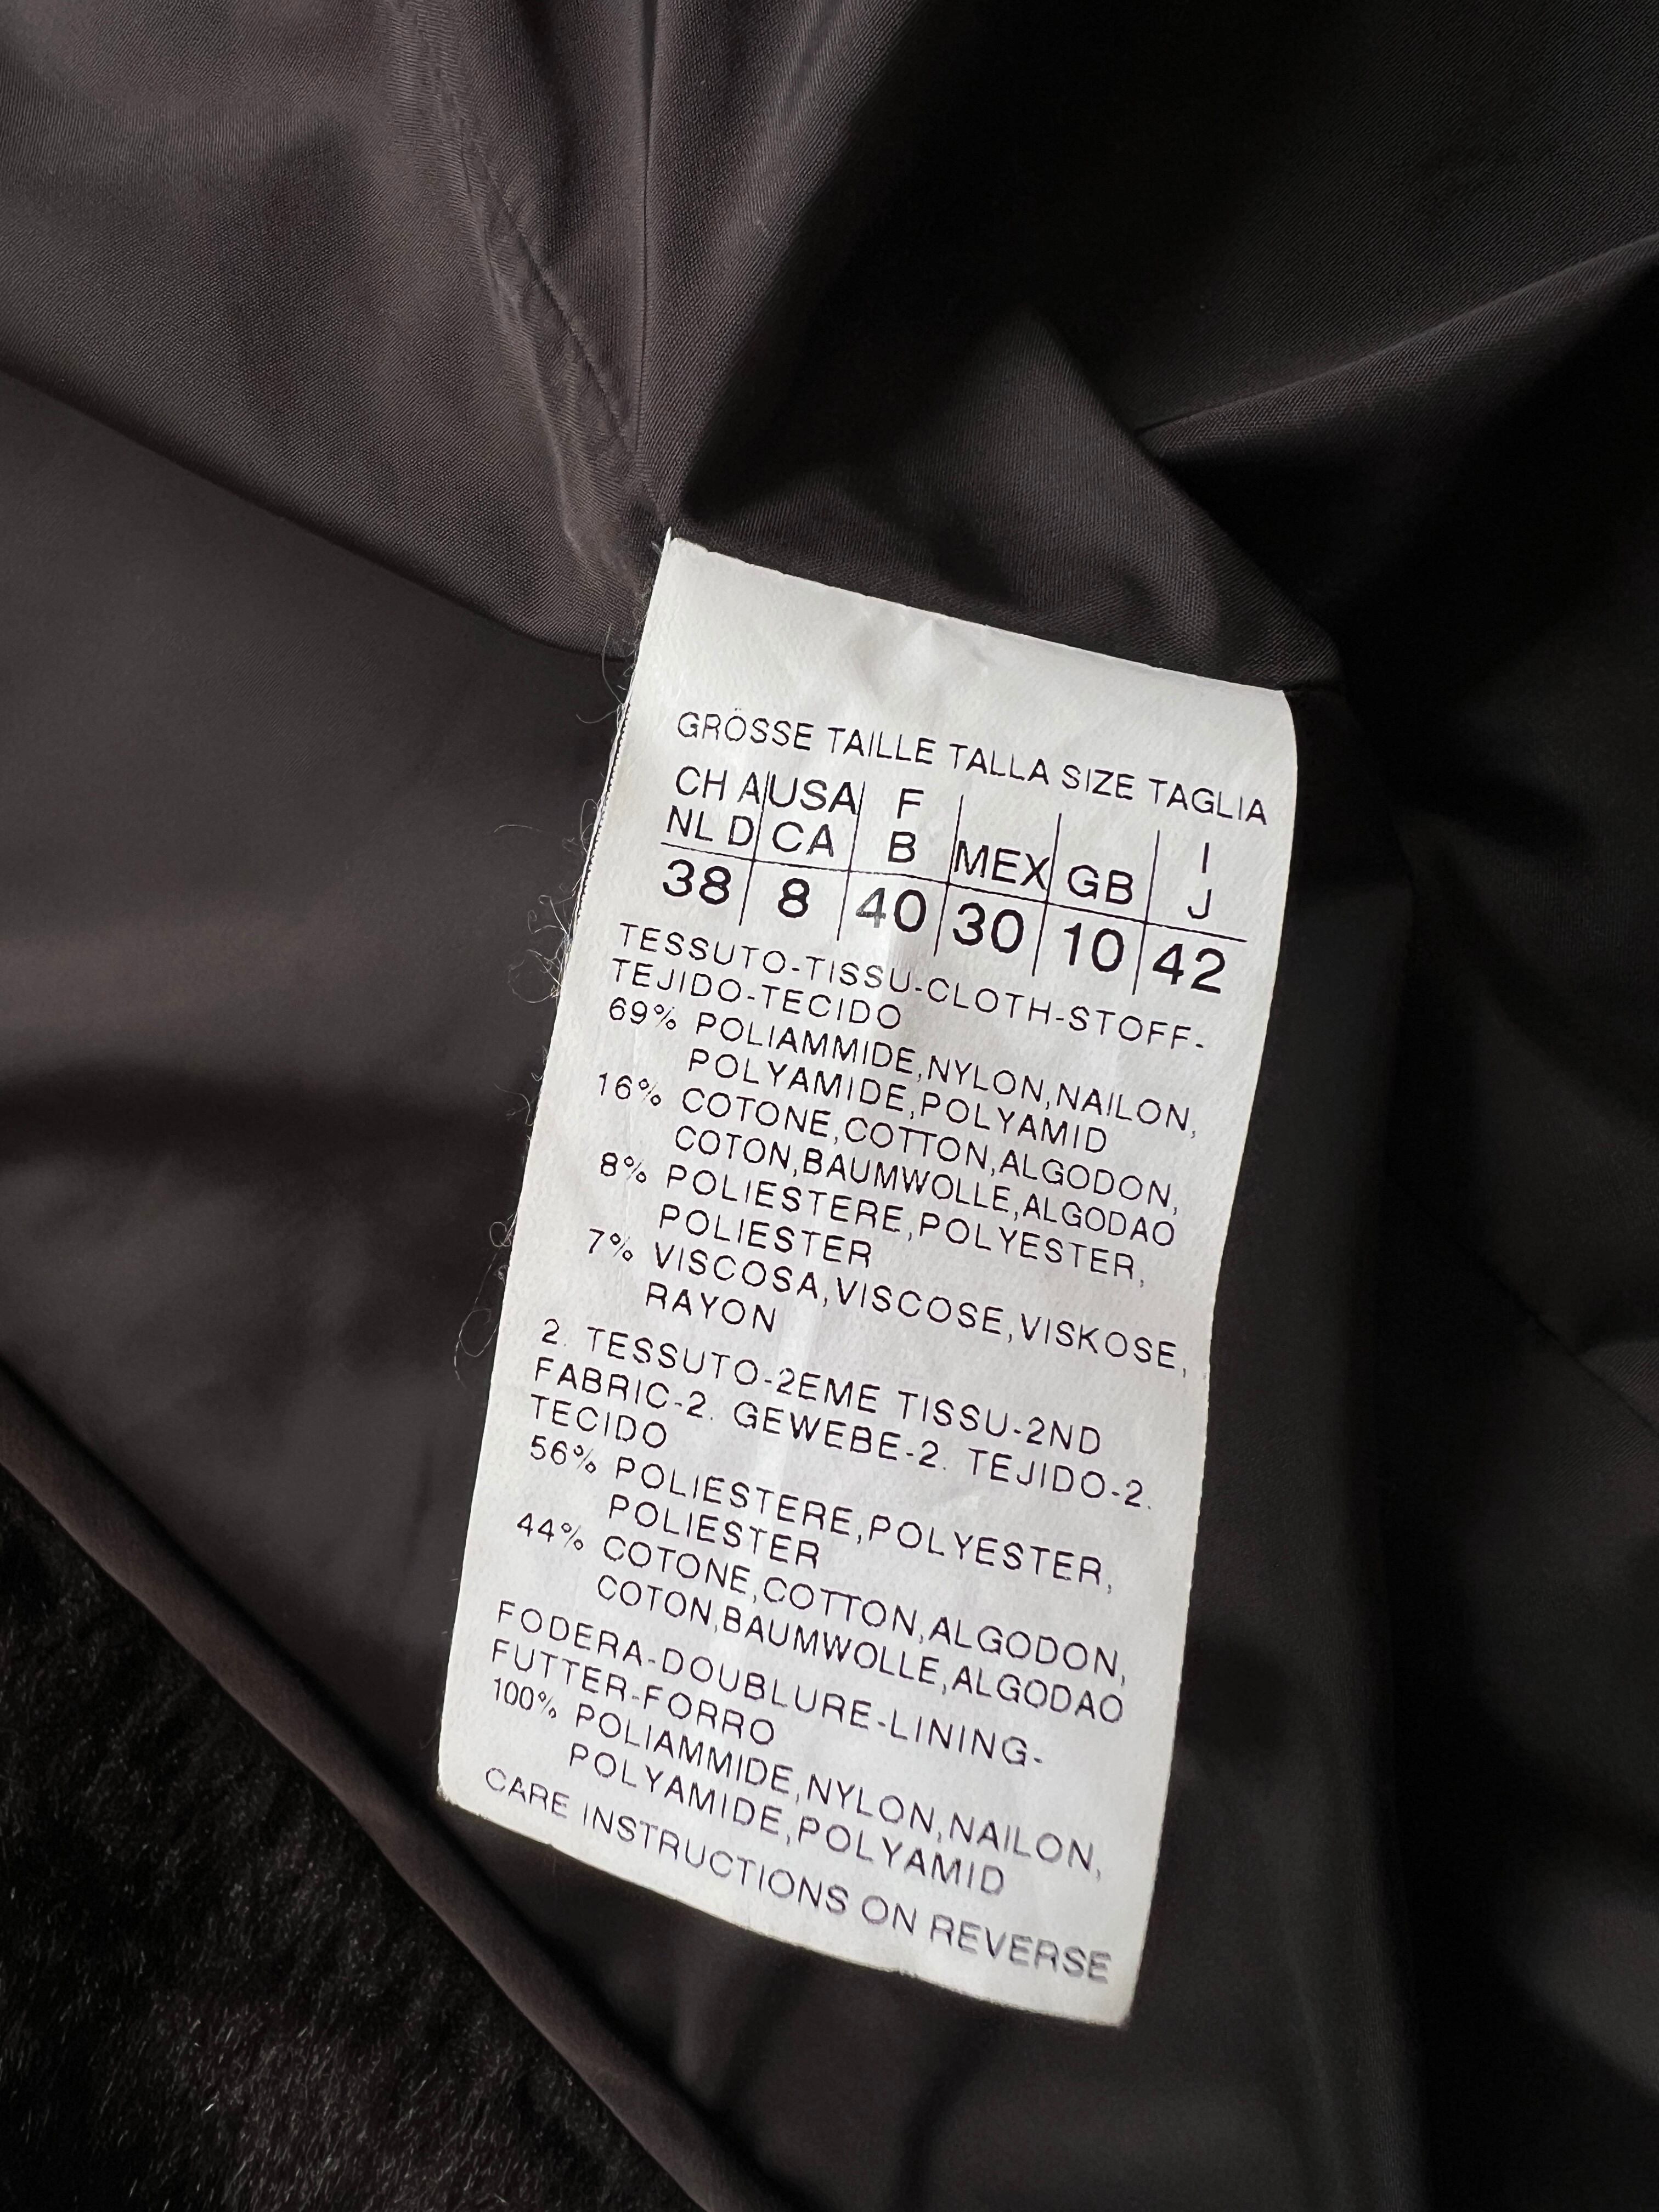 GRÖSSE TAILLE TALLA SIZE TAGLIA
CH A USA F I
NL D CA B MEX GB J
38 8 40 30 10 42
TESSUTO-TISSU-CLOTH-STOFF-
TEJIDO-TECIDO
69% POLIAMMIDE,NYLON,NAILON,
POLYAMIDE,POLYAMID
16% COTONE,COTTON,ALGODON,
COTON,BAUMWOLLE,ALGODAO
8% POLIESTERE,POLYESTER,
POLIESTER
7% VISCOSA,VISCOSE,VISKOSE,
RAYON
2. TESSUTO-2EME TISSU-2ND
FABRIC-2. GEWEBE-2. TEJIDO-2.
TECIDO
56% POLIESTERE,POLYESTER,
POLIESTER
44% COTONE,COTTON,ALGODON,
COTON,BAUMWOLLE,ALGODAO
FODERA-DOUBLURE-LINING-
FUTTER-FORRO
100% POLIAMMIDE,NYLON,NAILON,
POLYAMIDE,POLYAMID
CARE INSTRUCTIONS ON REVERSE